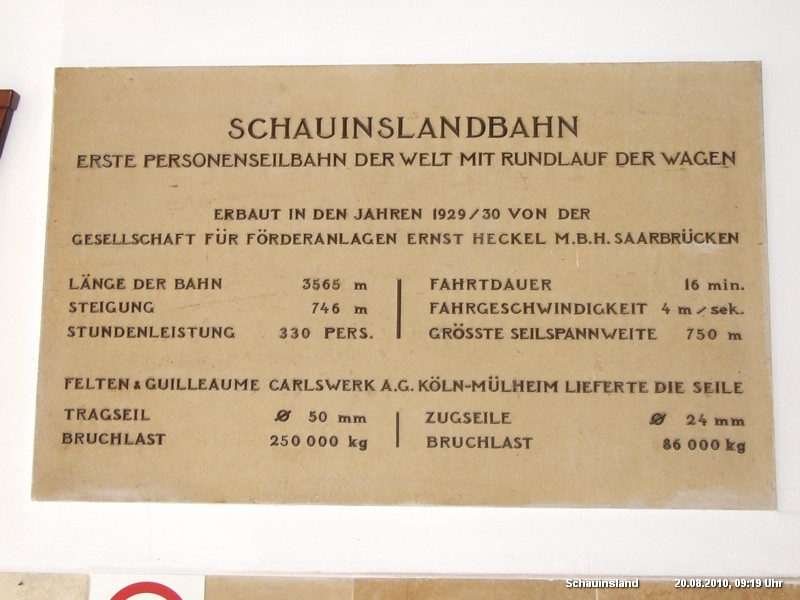 SCHAUINSLANDBAHN
ERSTE PERSONENSEILBAHN DER WELT MIT RUNDLAUF DER WAGEN
ERBAUT IN DEN JAHREN 1929/30 VON DER
GESELLSCHAFT FÜR FÖRDERANLAGEN ERNST HECKEL M.B.H. SAARBRÜCKEN
LÄNGE DER BAHN 3565 m | FAHRTDAUER 16 min.
STEIGUNG 746 m | FAHRGESCHWINDIGKEIT 4 m/sek.
STUNDENLEISTUNG 330 PERS. | GRÖSSTE SEILSPANNWEITE 750 m
FELTEN & GUILLEAUME CARLSWERK A.G. KÖLN-MÜLHEIM LIEFERTE DIE SEILE
TRAGSEIL Ø 50 mm | ZUGSEILE Ø 24 mm
BRUCHLAST 250 000 kg | BRUCHLAST 36 000 kg
Schauinsland 20.08.2010, 09:19 Uhr